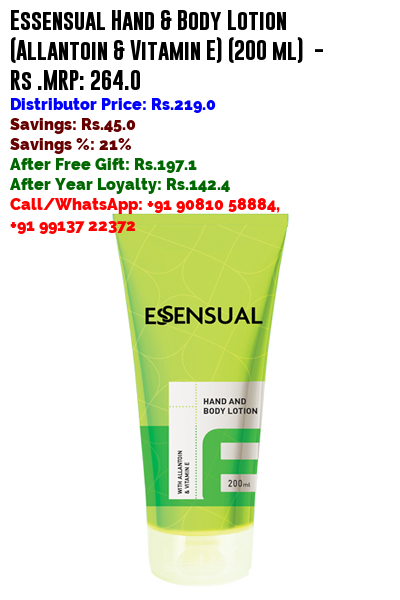 Essensual Hand & Body Lotion
(Allantoin & Vitamin E) (200 ml) -
Rs .MRP: 264.0
Distributor Price: Rs.219.0
Savings: Rs.45.0
Savings %: 21%
After Free Gift: Rs.197.1
After Year Loyalty: Rs.142.4
Call/WhatsApp: +91 90810 58884,
+91 99137 22372
ESSENSUAL
HAND AND
BODY LOTION
WITH ALLANTOIN
& VITAMIN E
E
200ml